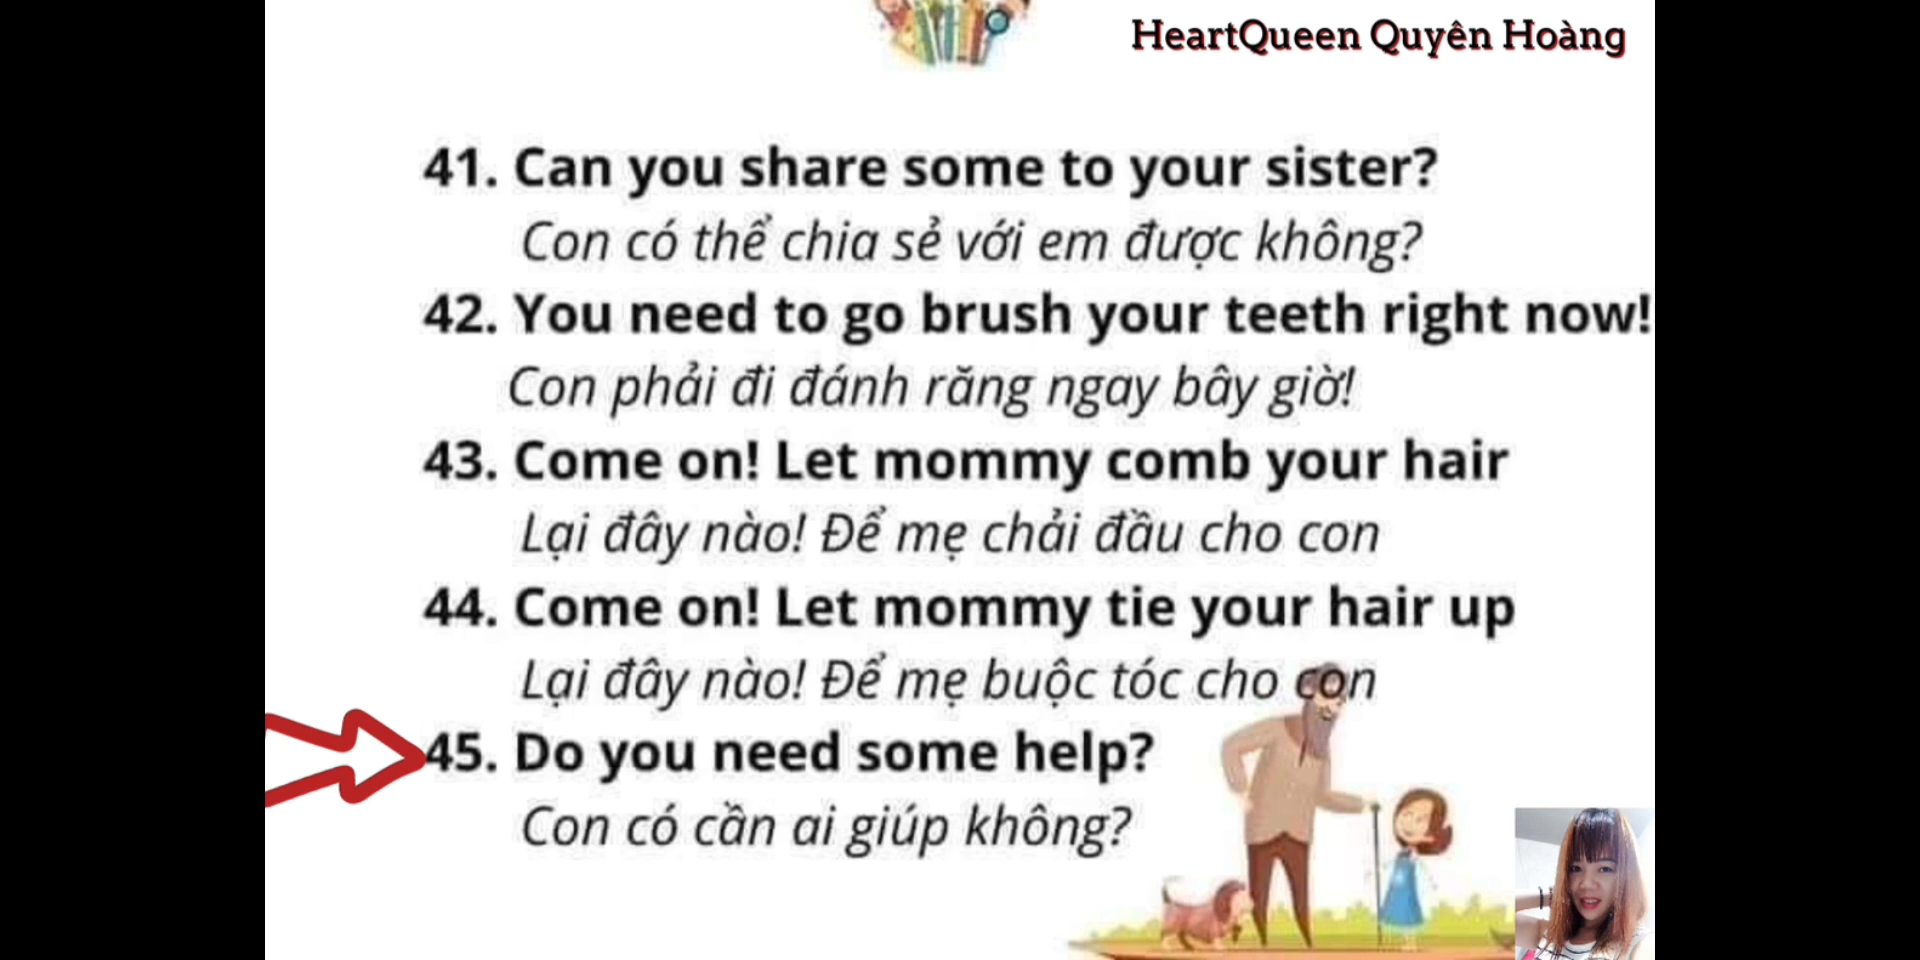 HeartQueen Quyên Hoàng
41. Can you share some to your sister?
Con có thể chia sẻ với em được không?
42. You need to go brush your teeth right now!
Con phải đi đánh răng ngay bây giờ!
43. Come on! Let mommy comb your hair
Lại đây nào! Để mẹ chải đầu cho con
44. Come on! Let mommy tie your hair up
Lại đây nào! Để mẹ buộc tóc cho con
45. Do you need some help?
Con có cần ai giúp không?